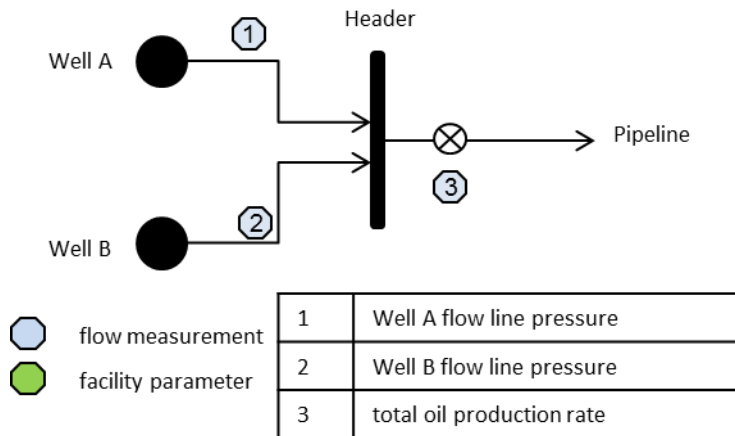 Header
1
Well A
Pipeline
3
2
Well B
flow measurement
facility parameter
1 Well A flow line pressure
2 Well B flow line pressure
3 total oil production rate